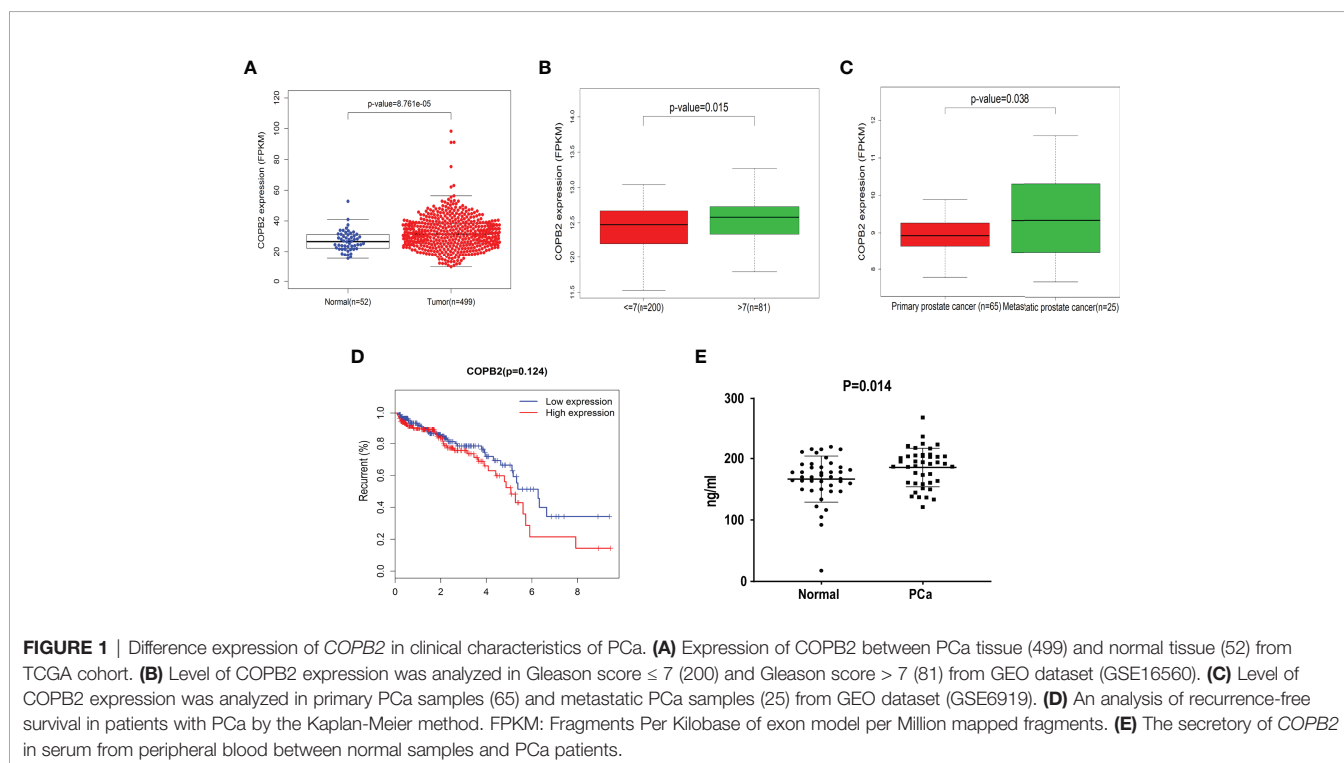 A
p-value=8.761e-05
COPB2 expression (FPKM)
120
100
80
60
40
20
0
Normal(n=52) Tumor(n=499)
B
p-value=0.015
COPB2 expression (FPKM)
14.0
13.5
13.0
12.5
12.0
11.5
<=7(n=200) >7(n=81)
C
p-value=0.038
COPB2 expression (FPKM)
12
11
10
9
8
Primary prostate cancer (n=65) Metastatic prostate cancer(n=25)
D
COPB2(p=0.124)
Low expression
High expression
Recurrent (%)
1.0
0.8
0.6
0.4
0.2
0.0
0 2 4 6 8
E
P=0.014
ng/ml
300
200
100
0
Normal PCa
FIGURE 1 | Difference expression of COPB2 in clinical characteristics of PCa. (A) Expression of COPB2 between PCa tissue (499) and normal tissue (52) from
TCGA cohort. (B) Level of COPB2 expression was analyzed in Gleason score ≤ 7 (200) and Gleason score > 7 (81) from GEO dataset (GSE16560). (C) Level of
COPB2 expression was analyzed in primary PCa samples (65) and metastatic PCa samples (25) from GEO dataset (GSE6919). (D) An analysis of recurrence-free
survival in patients with PCa by the Kaplan-Meier method. FPKM: Fragments Per Kilobase of exon model per Million mapped fragments. (E) The secretory of COPB2
in serum from peripheral blood between normal samples and PCa patients.